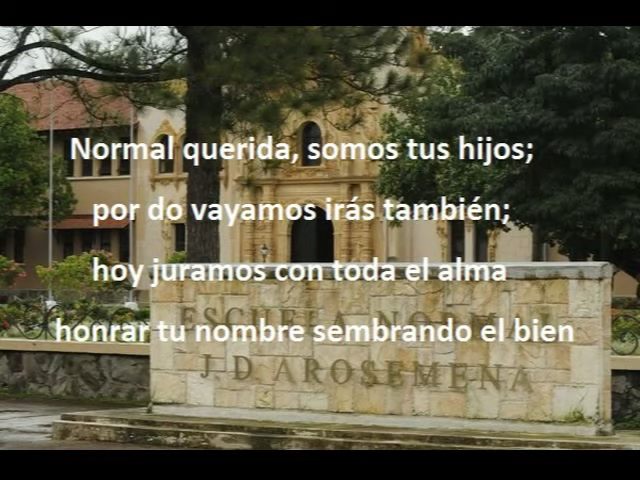 Normal querida, somos tus hijos;
por do vayamos irás también;
hoy juramos con toda el alma
honrar tu nombre sembrando el bien
ESCUELA NORMAL
J.D AROSEMENA